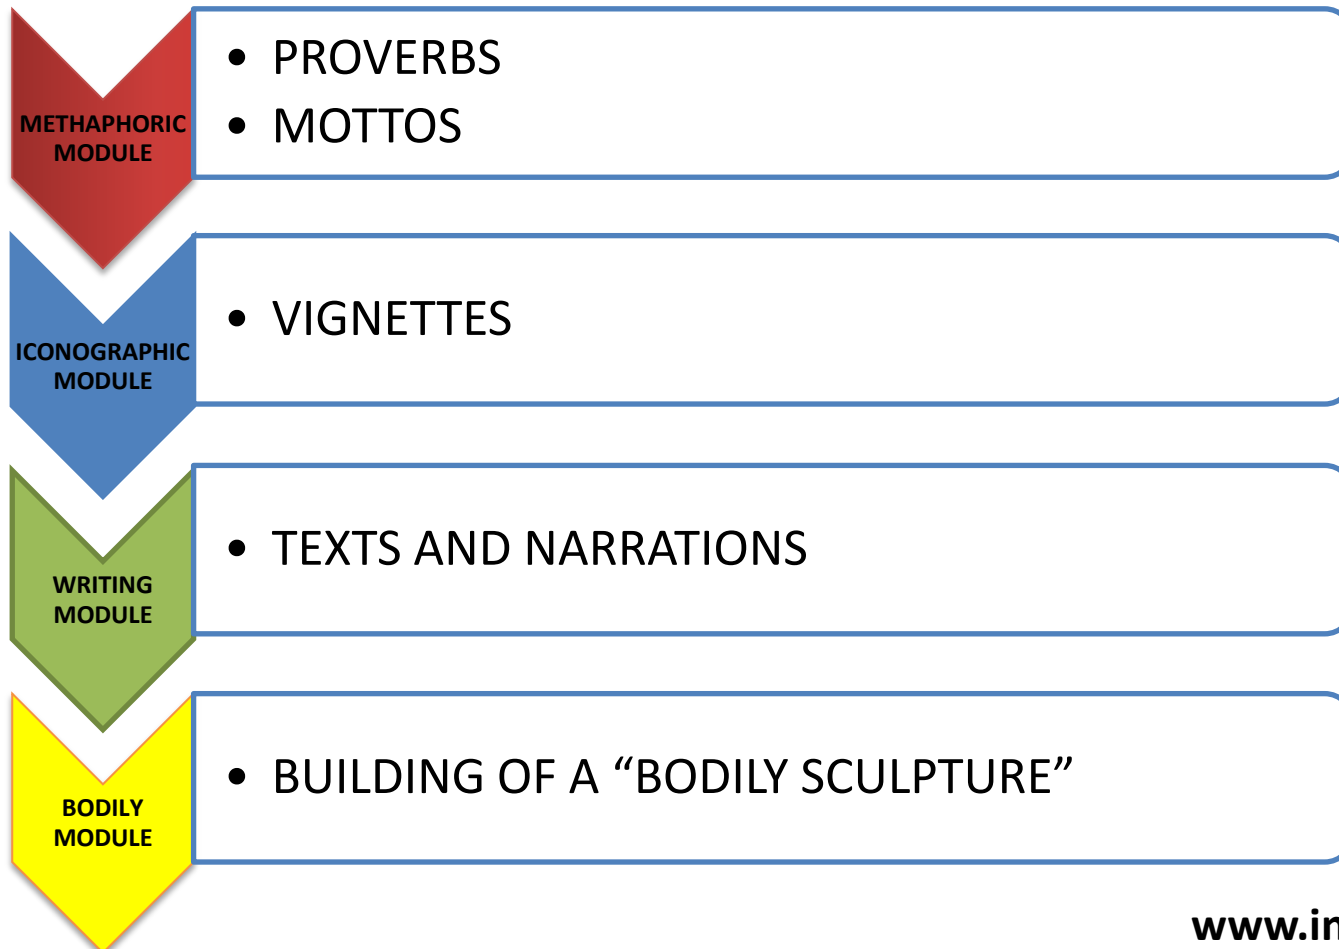 METHAPHORIC
MODULE
• PROVERBS
• MOTTOS
ICONOGRAPHIC
MODULE
• VIGNETTES
WRITING
MODULE
• TEXTS AND NARRATIONS
BODILY
MODULE
• BUILDING OF A “BODILY SCULPTURE”